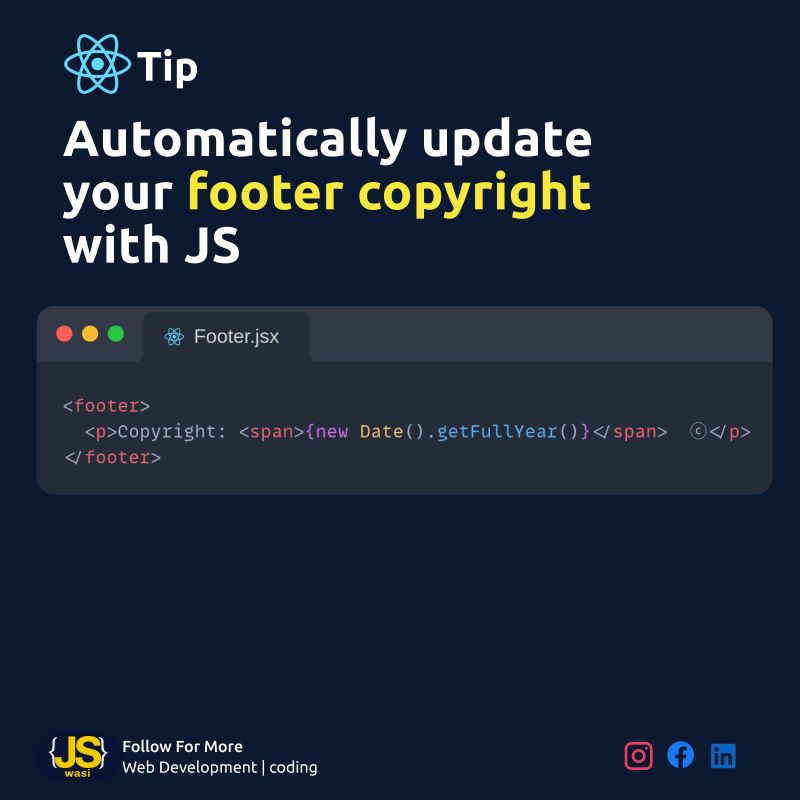 Tip
Automatically update
your footer copyright
with JS
Footer.jsx
<footer>
  <p>Copyright: <span>{new Date().getFullYear()}</span>  ⓒ</p>
</footer>
{JS}
wasi
Follow For More
Web Development | coding